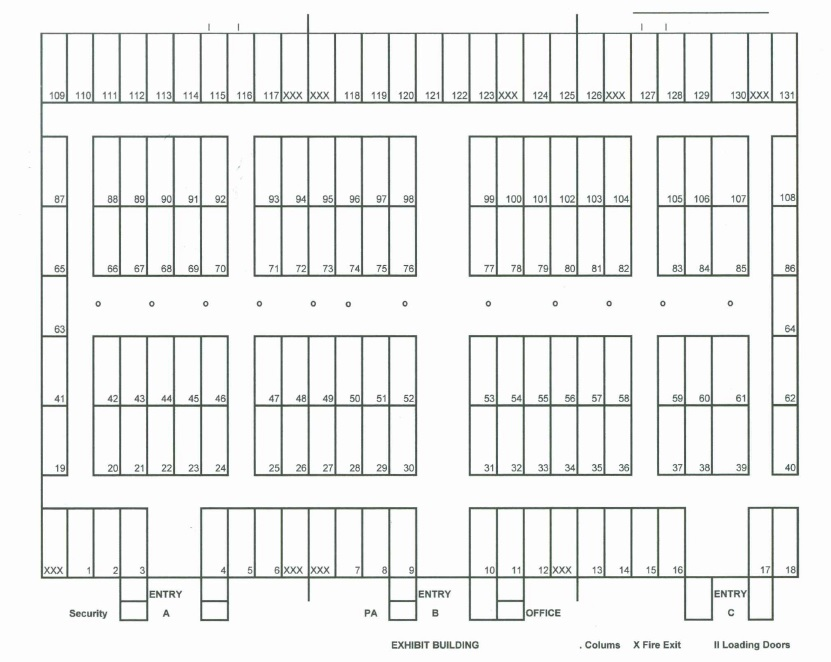 109 110 111 112 113 114 115 116 117 XXX XXX 118 119 120 121 122 123 XXX 124 125 126 XXX 127 128 129 130 XXX 131
87 88 89 90 91 92 93 94 95 96 97 98 99 100 101 102 103 104 105 106 107 108
65 66 67 68 69 70 71 72 73 74 75 76 77 78 79 80 81 82 83 84 85 86
63 64
41 42 43 44 45 46 47 48 49 50 51 52 53 54 55 56 57 58 59 60 61 62
19 20 21 22 23 24 25 26 27 28 29 30 31 32 33 34 35 36 37 38 39 40
XXX 1 2 3 4 5 6 XXX XXX 7 8 9 10 11 12 XXX 13 14 15 16 17 18
ENTRY ENTRY ENTRY
Security A PA B OFFICE C
EXHIBIT BUILDING . Colums X Fire Exit II Loading Doors